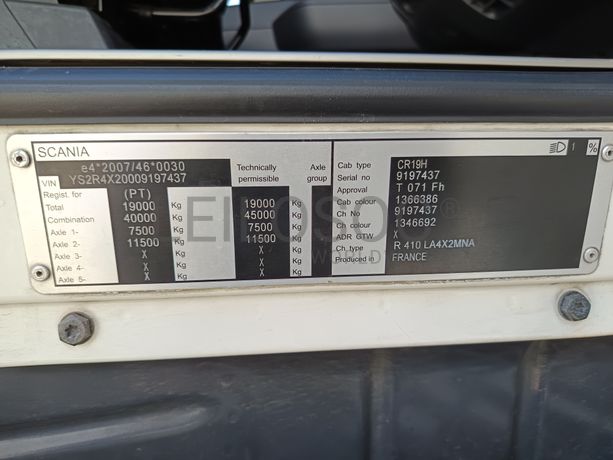 SCANIA
e4*2007/46*0030
VIN YS2R4X20009197437
Regist. for (PT) Technically permissible Axle group
Total 19000 Kg 19000 Kg
Combination 40000 Kg 45000 Kg
Axle 1- 7500 Kg 7500 Kg
Axle 2- 11500 Kg 11500 Kg
Axle 3- X Kg X Kg
Axle 4- X Kg X Kg
Axle 5- X Kg X Kg
1 %
Cab type CR19H
Serial no 9197437
Approval T 071 Fh
Cab colour 1366386
Ch No 9197437
Ch colour 1346692
ADR GTW X
Ch.type R 410 LA4X2MNA
Produced in FRANCE